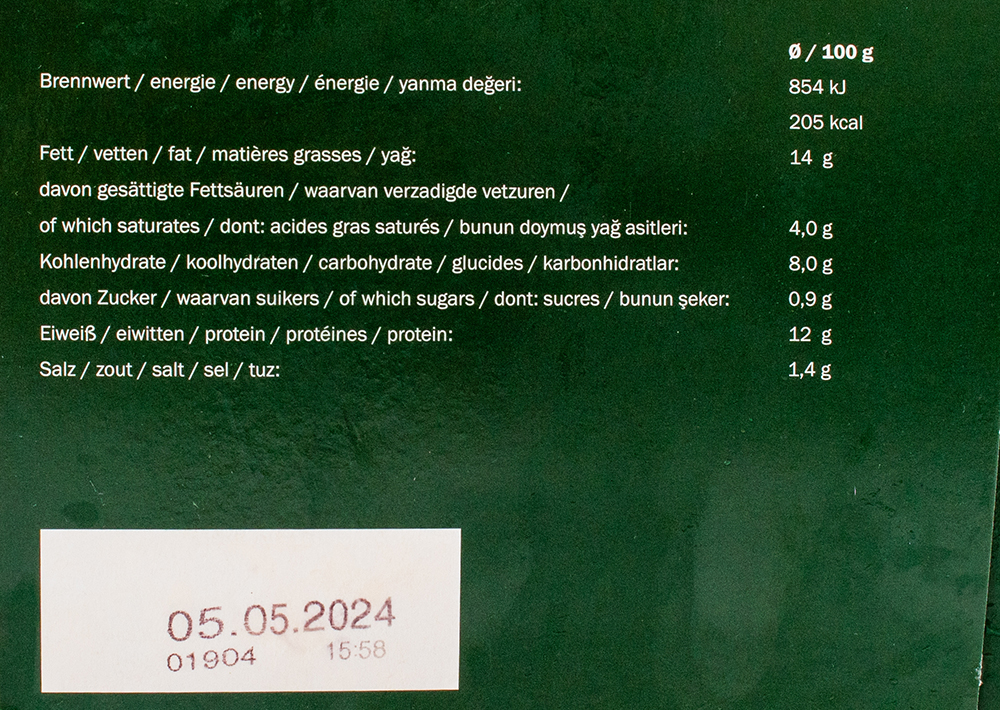 Ø / 100 g
Brennwert / energie / energy / énergie / yanma değeri: 854 kJ
205 kcal
Fett / vetten / fat / matières grasses / yağ: 14 g
davon gesättigte Fettsäuren / waarvan verzadigde vetzuren /
of which saturates / dont: acides gras saturés / bunun doymuş yağ asitleri: 4,0 g
Kohlenhydrate / koolhydraten / carbohydrate / glucides / karbonhidratlar: 8,0 g
davon Zucker / waarvan suikers / of which sugars / dont: sucres / bunun şeker: 0,9 g
Eiweiß / eiwitten / protein / protéines / protein: 12 g
Salz / zout / salt / sel / tuz: 1,4 g
05.05.2024
01904 15:58